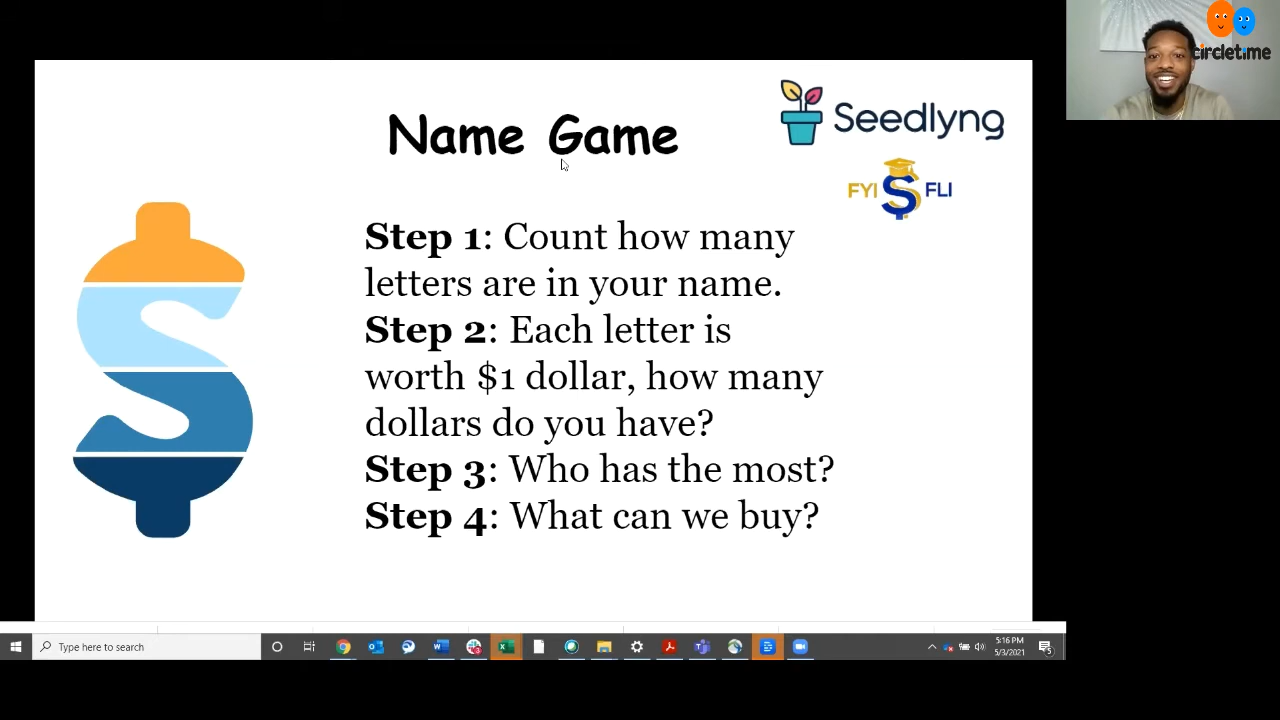 circletime
Name Game
Seedlyng
FYI $ FLI
Step 1: Count how many
letters are in your name.
Step 2: Each letter is
worth $1 dollar, how many
dollars do you have?
Step 3: Who has the most?
Step 4: What can we buy?
Type here to search
5:16 PM
5/3/2021